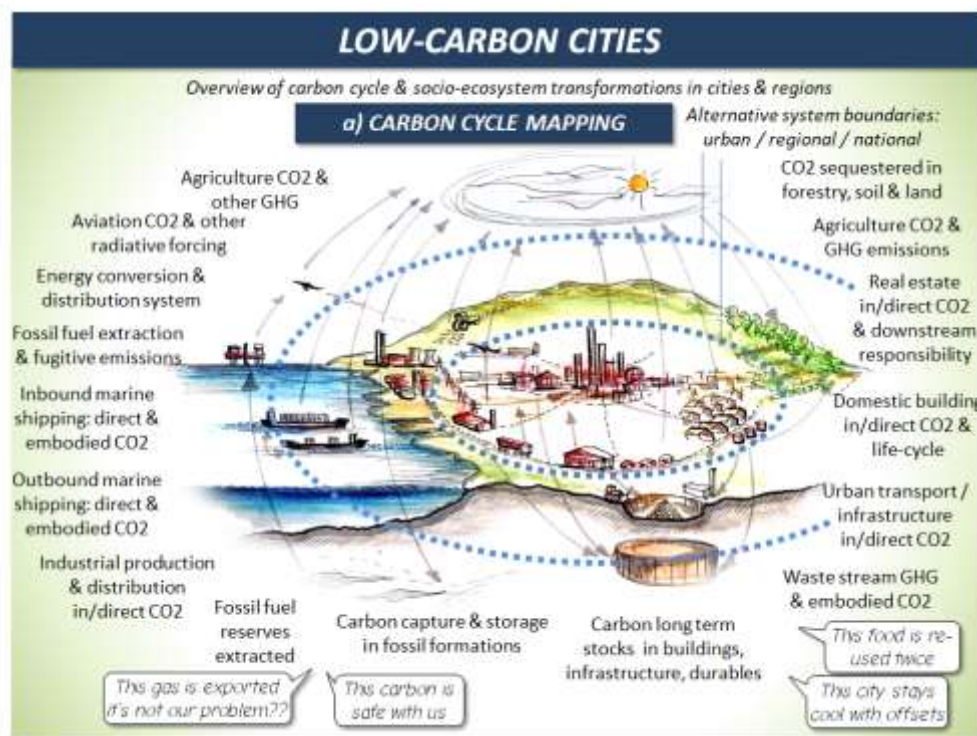 LOW-CARBON CITIES
Overview of carbon cycle & socio-ecosystem transformations in cities & regions
a) CARBON CYCLE MAPPING
Alternative system boundaries:
urban / regional / national
Agriculture CO2 &
other GHG
Aviation CO2 & other
radiative forcing
Energy conversion &
distribution system
Fossil fuel extraction
& fugitive emissions
Inbound marine
shipping: direct &
embodied CO2
Outbound marine
shipping: direct &
embodied CO2
Industrial production
& distribution
in/direct CO2
Fossil fuel
reserves
extracted
Carbon capture & storage
in fossil formations
Carbon long term
stocks in buildings,
infrastructure, durables
CO2 sequestered in
forestry, soil & land
Agriculture CO2 &
GHG emissions
Real estate
in/direct CO2
& downstream
responsibility
Domestic building
in/direct CO2 &
life-cycle
Urban transport /
infrastructure
in/direct CO2
Waste stream GHG
& embodied CO2
This gas is exported
it's not our problem??
This carbon is
safe with us
This food is re-
used twice
This city stays
cool with offsets